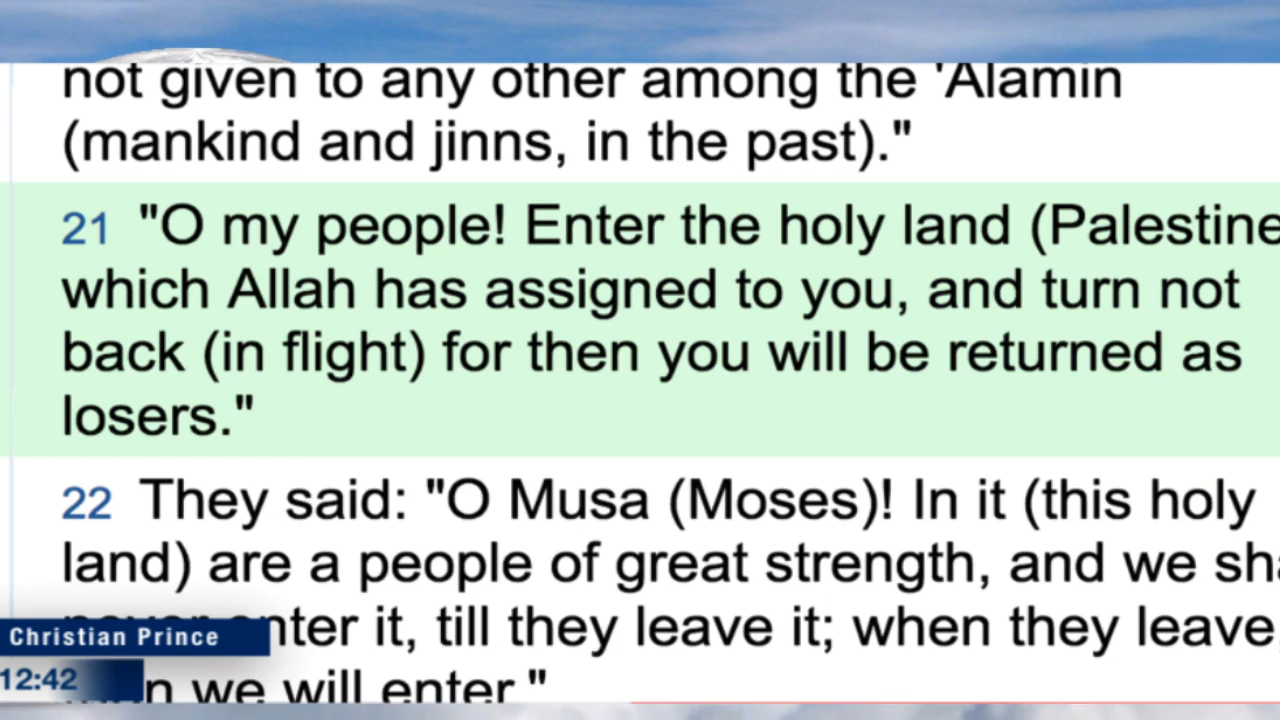 not given to any other among the 'Alamin
(mankind and jinns, in the past)."
21 "O my people! Enter the holy land (Palestine
which Allah has assigned to you, and turn not
back (in flight) for then you will be returned as
losers."
22 They said: "O Musa (Moses)! In it (this holy
land) are a people of great strength, and we sha
never enter it, till they leave it; when they leave,
Christian Prince
n we will enter."
12:42